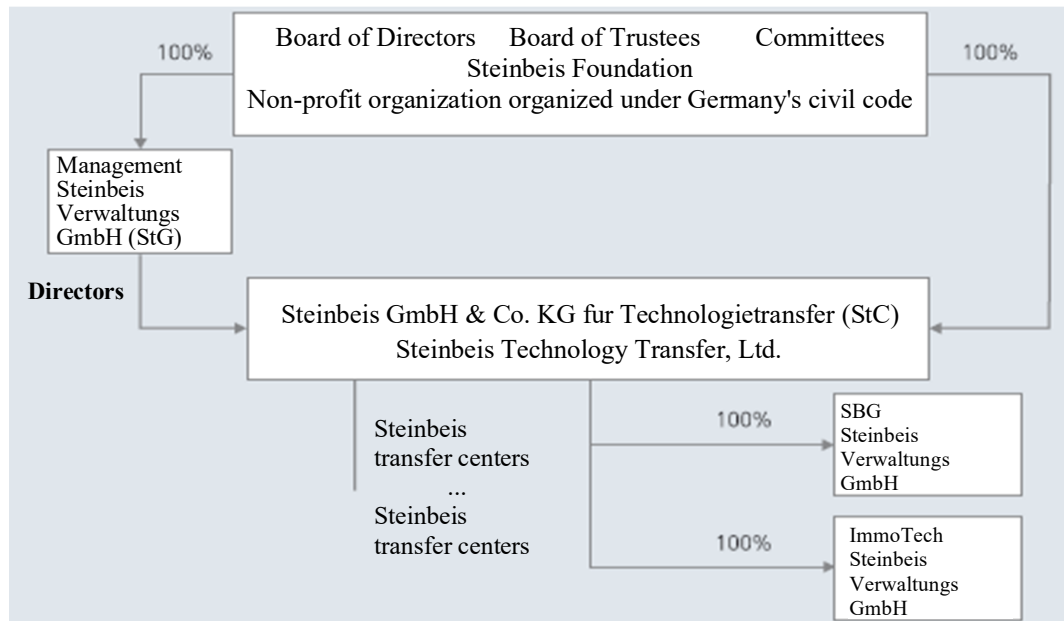 Board of Directors Board of Trustees Committees
Steinbeis Foundation
Non-profit organization organized under Germany's civil code
100%
100%
Management
Steinbeis
Verwaltungs
GmbH (StG)
Directors
Steinbeis GmbH & Co. KG fur Technologietransfer (StC)
Steinbeis Technology Transfer, Ltd.
Steinbeis
transfer centers
...
Steinbeis
transfer centers
100%
SBG
Steinbeis
Verwaltungs
GmbH
100%
ImmoTech
Steinbeis
Verwaltungs
GmbH